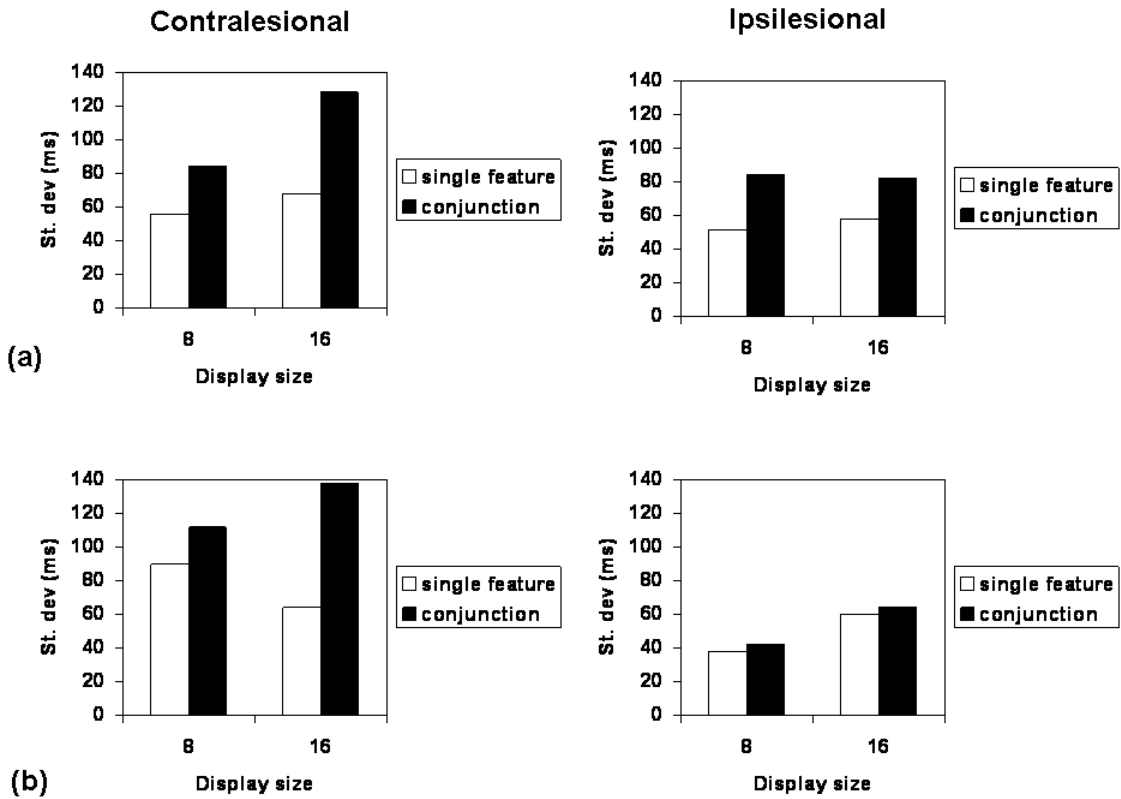 Contralesional
Ipsilesional
140
120
100
80
60
40
20
0
St. dev (ms)
8
16
Display size
single feature
conjunction
140
120
100
80
60
40
20
0
St. dev (ms)
8
16
Display size
single feature
conjunction
(a)
140
120
100
80
60
40
20
0
St. dev (ms)
8
16
Display size
single feature
conjunction
140
120
100
80
60
40
20
0
St. dev (ms)
8
16
Display size
single feature
conjunction
(b)